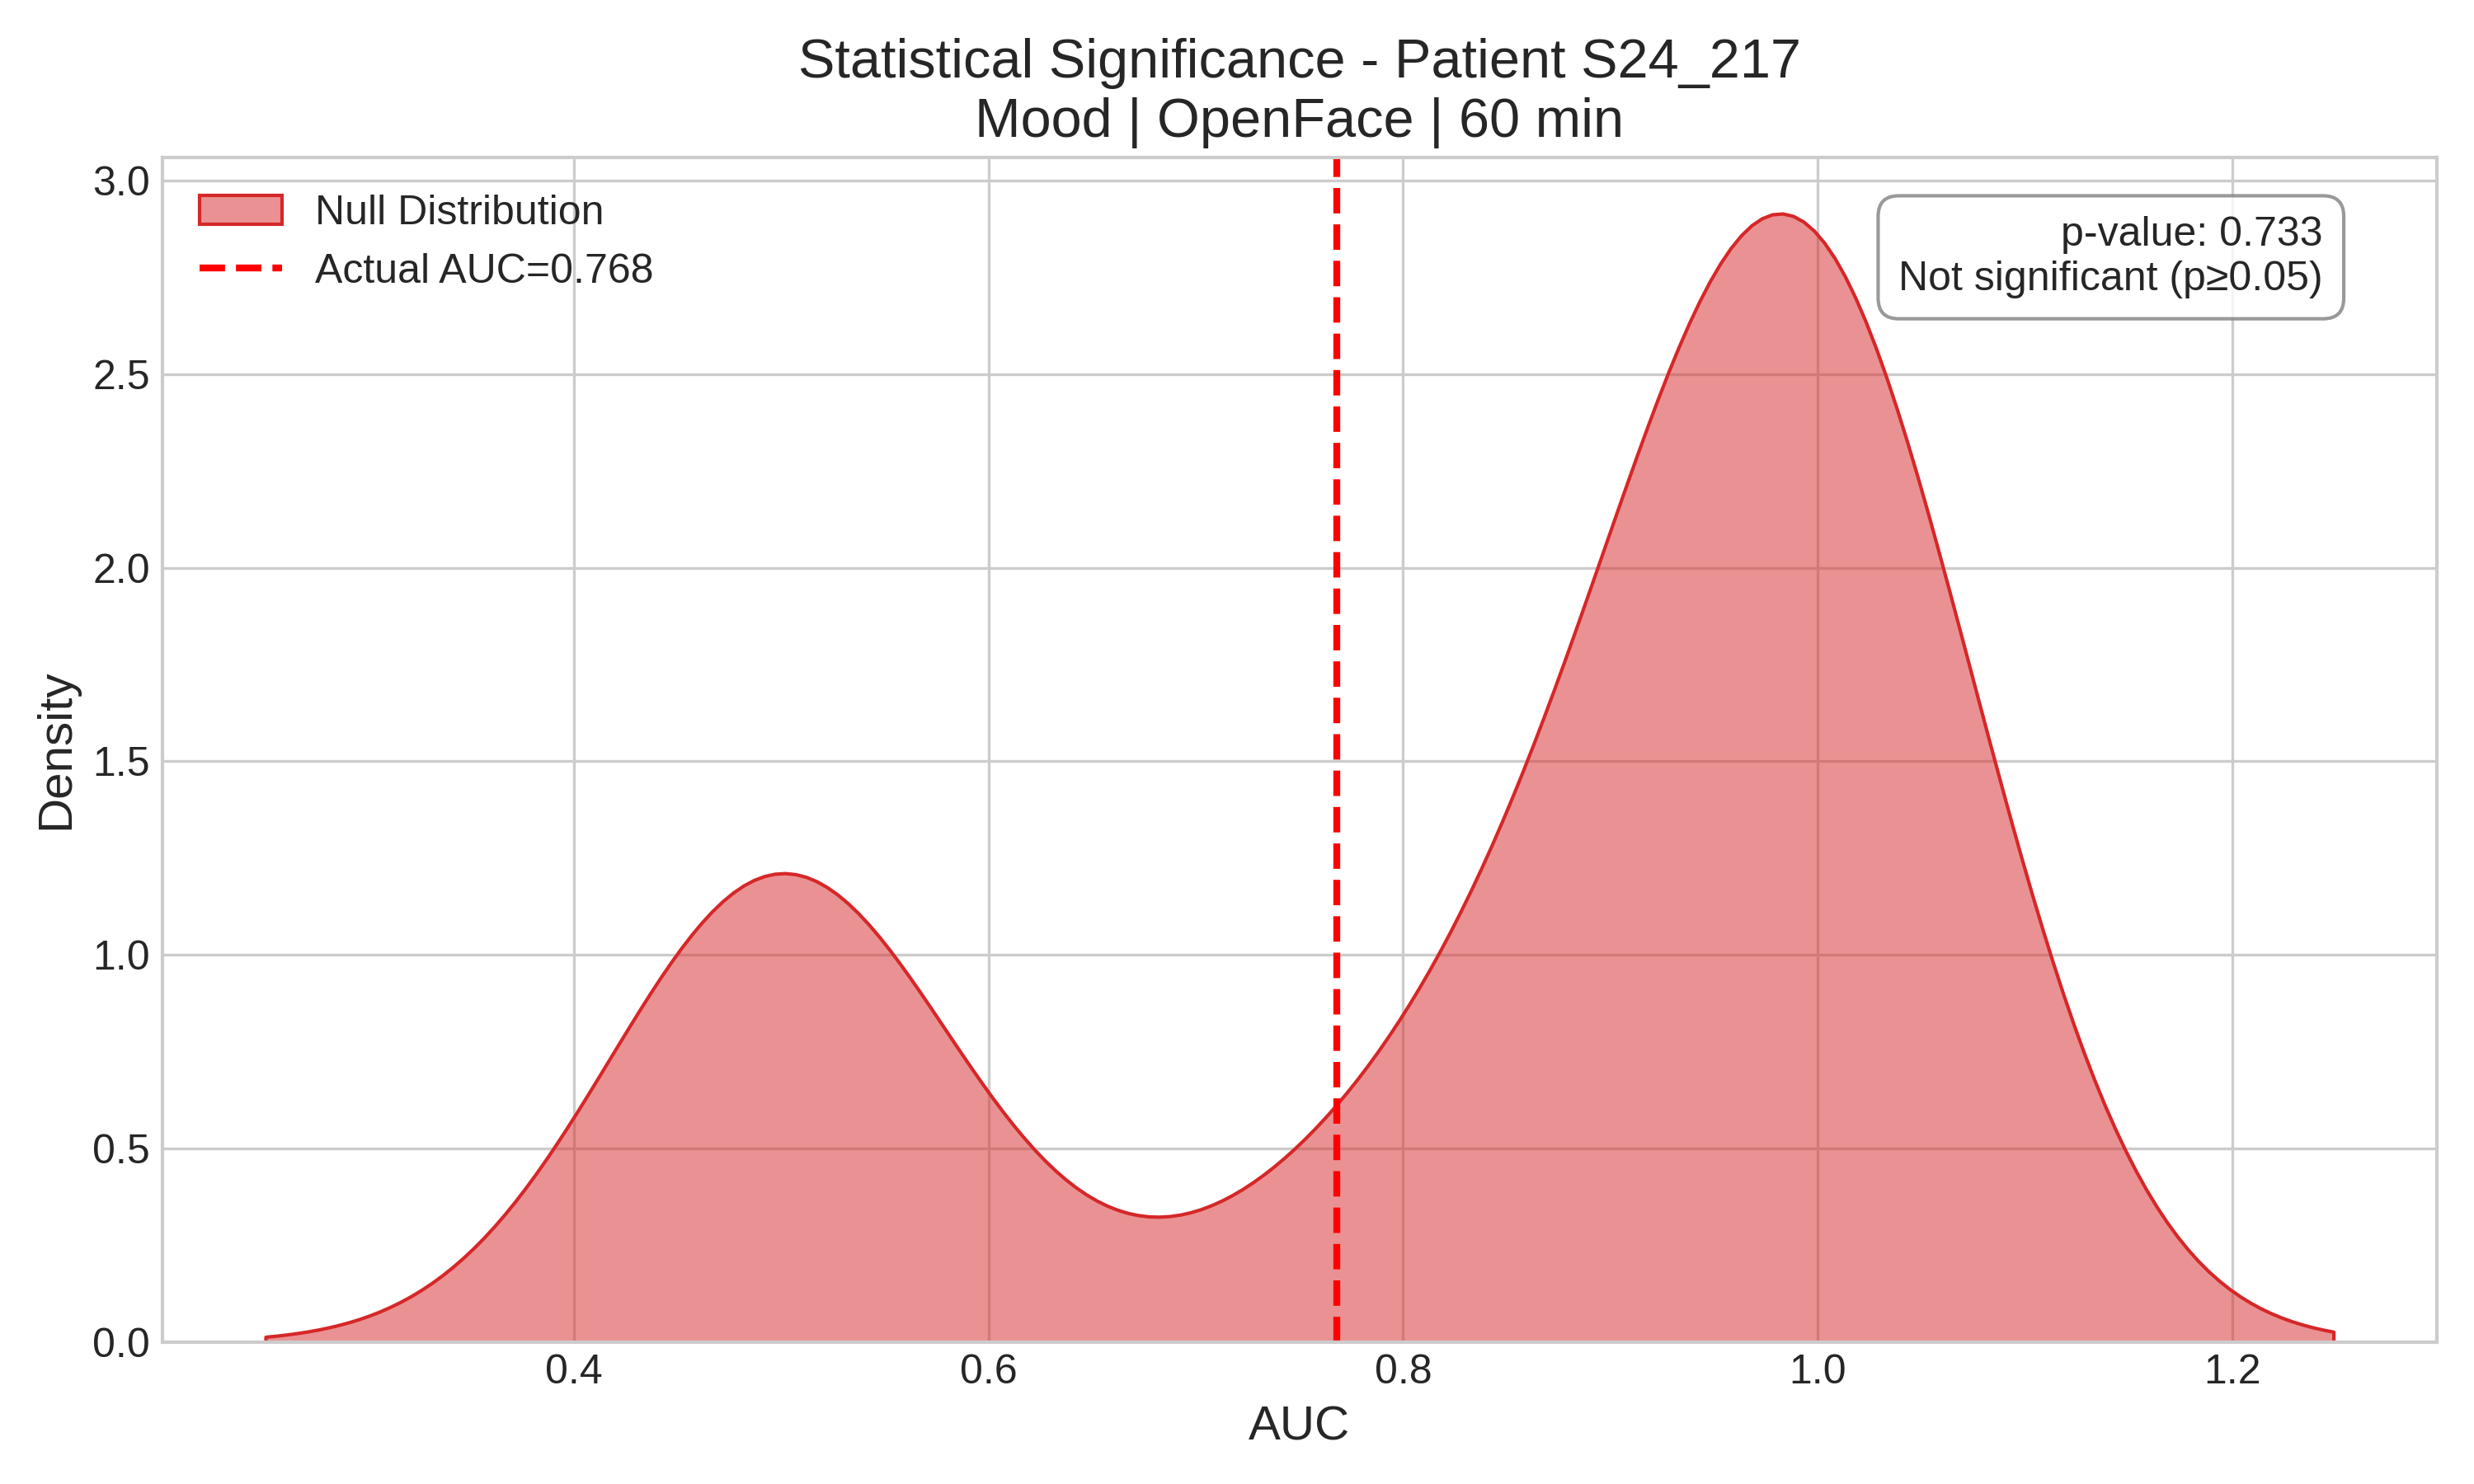 Statistical Significance - Patient S24_217
Mood | OpenFace | 60 min
Null Distribution
Actual AUC=0.768
p-value: 0.733
Not significant (p≥0.05)
Density
3.0
2.5
2.0
1.5
1.0
0.5
0.0
0.4
0.6
0.8
1.0
1.2
AUC